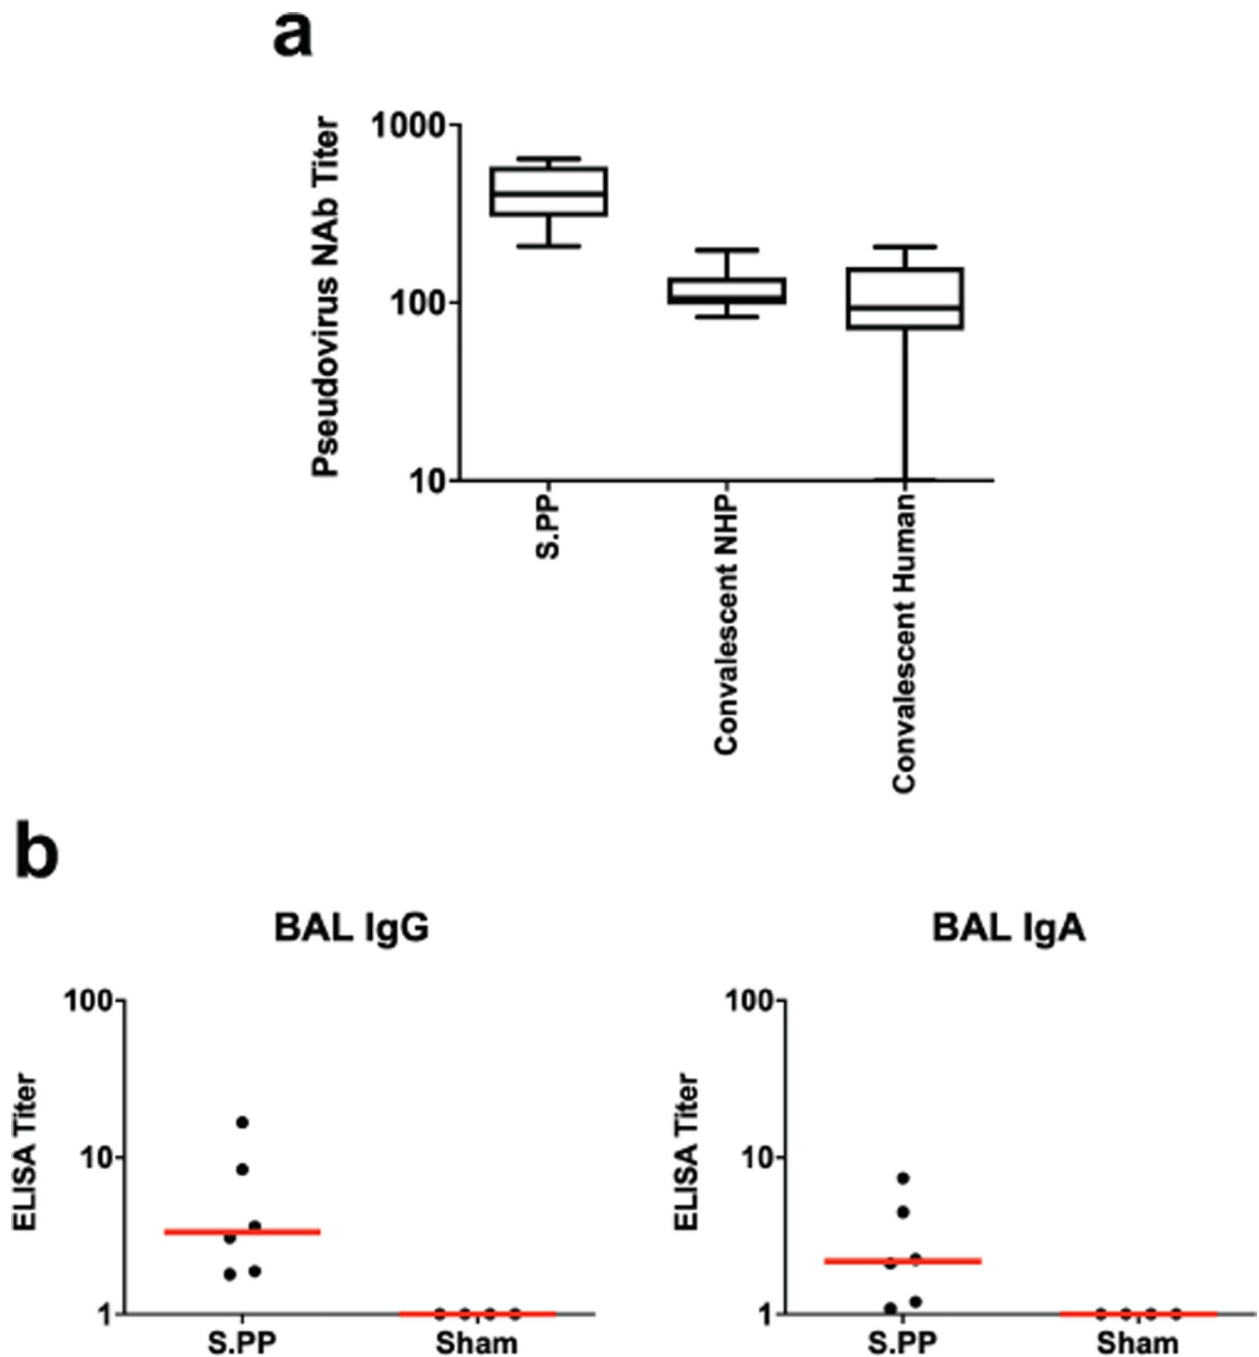 a
Pseudovirus NAb Titer
1000
100
10
S.PP
Convalescent NHP
Convalescent Human
b
BAL IgG
ELISA Titer
100
10
1
S.PP
Sham
BAL IgA
ELISA Titer
100
10
1
S.PP
Sham